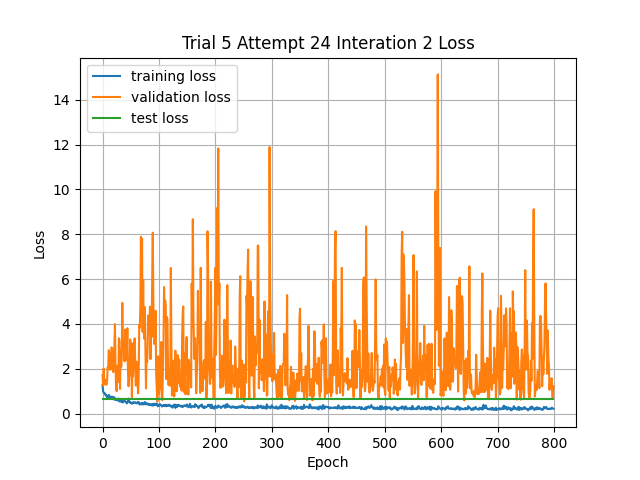 Trial 5 Attempt 24 Interation 2 Loss
training loss
validation loss
test loss
14
12
10
8
6
4
2
0
Loss
0 100 200 300 400 500 600 700 800
Epoch